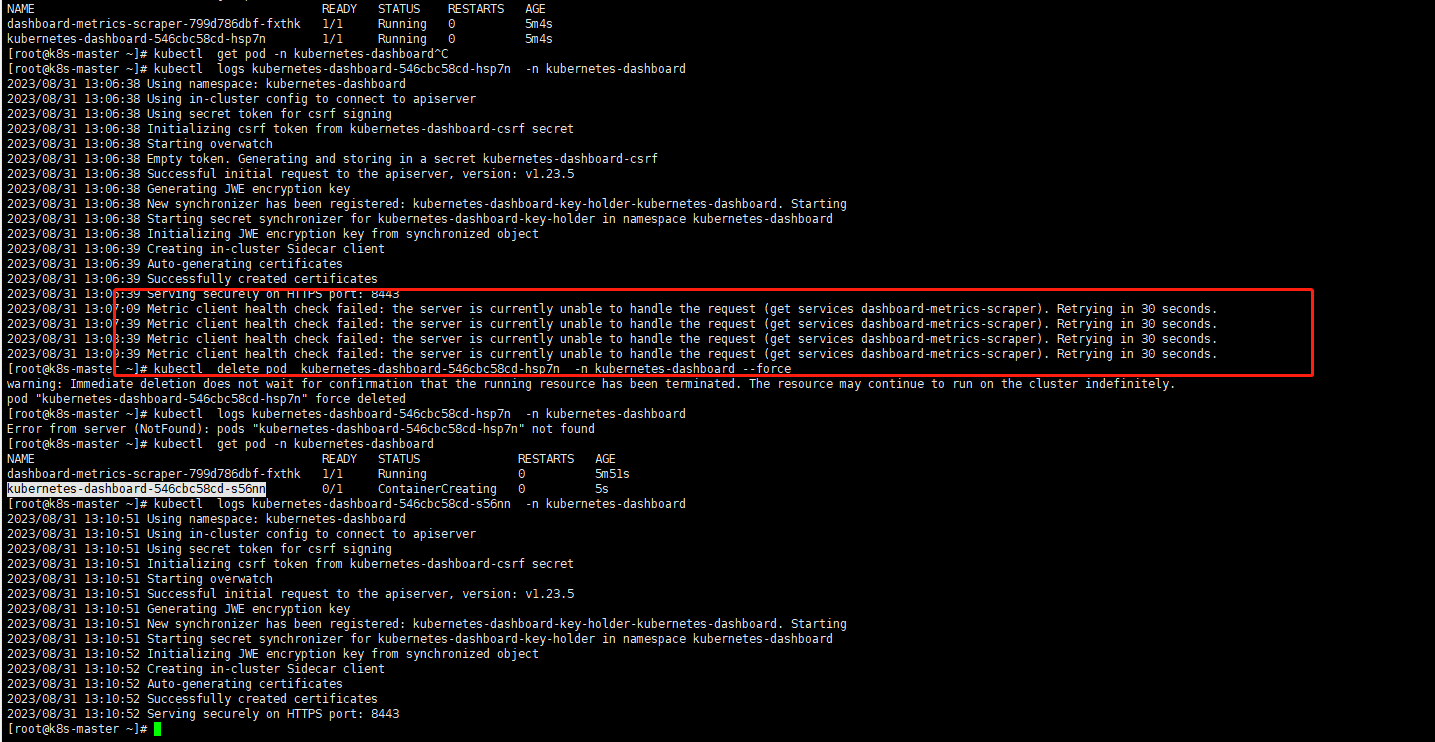 NAME READY STATUS RESTARTS AGE
dashboard-metrics-scraper-799d786dbf-fxthk 1/1 Running 0 5m4s
kubernetes-dashboard-546cbc58cd-hsp7n 1/1 Running 0 5m4s
[root@k8s-master ~]# kubectl  get pod -n kubernetes-dashboard^C
[root@k8s-master ~]# kubectl  logs kubernetes-dashboard-546cbc58cd-hsp7n  -n kubernetes-dashboard
2023/08/31 13:06:38 Using namespace: kubernetes-dashboard
2023/08/31 13:06:38 Using in-cluster config to connect to apiserver
2023/08/31 13:06:38 Using secret token for csrf signing
2023/08/31 13:06:38 Initializing csrf token from kubernetes-dashboard-csrf secret
2023/08/31 13:06:38 Starting overwatch
2023/08/31 13:06:38 Empty token. Generating and storing in a secret kubernetes-dashboard-csrf
2023/08/31 13:06:38 Successful initial request to the apiserver, version: v1.23.5
2023/08/31 13:06:38 Generating JWE encryption key
2023/08/31 13:06:38 New synchronizer has been registered: kubernetes-dashboard-key-holder-kubernetes-dashboard. Starting
2023/08/31 13:06:38 Starting secret synchronizer for kubernetes-dashboard-key-holder in namespace kubernetes-dashboard
2023/08/31 13:06:38 Initializing JWE encryption key from synchronized object
2023/08/31 13:06:39 Creating in-cluster Sidecar client
2023/08/31 13:06:39 Auto-generating certificates
2023/08/31 13:06:39 Successfully created certificates
2023/08/31 13:06:39 Serving securely on HTTPS port: 8443
2023/08/31 13:07:09 Metric client health check failed: the server is currently unable to handle the request (get services dashboard-metrics-scraper). Retrying in 30 seconds.
2023/08/31 13:07:39 Metric client health check failed: the server is currently unable to handle the request (get services dashboard-metrics-scraper). Retrying in 30 seconds.
2023/08/31 13:08:39 Metric client health check failed: the server is currently unable to handle the request (get services dashboard-metrics-scraper). Retrying in 30 seconds.
2023/08/31 13:09:39 Metric client health check failed: the server is currently unable to handle the request (get services dashboard-metrics-scraper). Retrying in 30 seconds.
[root@k8s-master ~]# kubectl  delete pod  kubernetes-dashboard-546cbc58cd-hsp7n  -n kubernetes-dashboard --force
warning: Immediate deletion does not wait for confirmation that the running resource has been terminated. The resource may continue to run on the cluster indefinitely.
pod "kubernetes-dashboard-546cbc58cd-hsp7n" force deleted
[root@k8s-master ~]# kubectl  logs kubernetes-dashboard-546cbc58cd-hsp7n  -n kubernetes-dashboard
Error from server (NotFound): pods "kubernetes-dashboard-546cbc58cd-hsp7n" not found
[root@k8s-master ~]# kubectl  get pod -n kubernetes-dashboard
NAME READY STATUS RESTARTS AGE
dashboard-metrics-scraper-799d786dbf-fxthk 1/1 Running 0 5m51s
kubernetes-dashboard-546cbc58cd-s56nn 0/1 ContainerCreating 0 5s
[root@k8s-master ~]# kubectl  logs kubernetes-dashboard-546cbc58cd-s56nn  -n kubernetes-dashboard
2023/08/31 13:10:51 Using namespace: kubernetes-dashboard
2023/08/31 13:10:51 Using in-cluster config to connect to apiserver
2023/08/31 13:10:51 Using secret token for csrf signing
2023/08/31 13:10:51 Initializing csrf token from kubernetes-dashboard-csrf secret
2023/08/31 13:10:51 Starting overwatch
2023/08/31 13:10:51 Successful initial request to the apiserver, version: v1.23.5
2023/08/31 13:10:51 Generating JWE encryption key
2023/08/31 13:10:51 New synchronizer has been registered: kubernetes-dashboard-key-holder-kubernetes-dashboard. Starting
2023/08/31 13:10:51 Starting secret synchronizer for kubernetes-dashboard-key-holder in namespace kubernetes-dashboard
2023/08/31 13:10:52 Initializing JWE encryption key from synchronized object
2023/08/31 13:10:52 Creating in-cluster Sidecar client
2023/08/31 13:10:52 Auto-generating certificates
2023/08/31 13:10:52 Successfully created certificates
2023/08/31 13:10:52 Serving securely on HTTPS port: 8443
[root@k8s-master ~]#